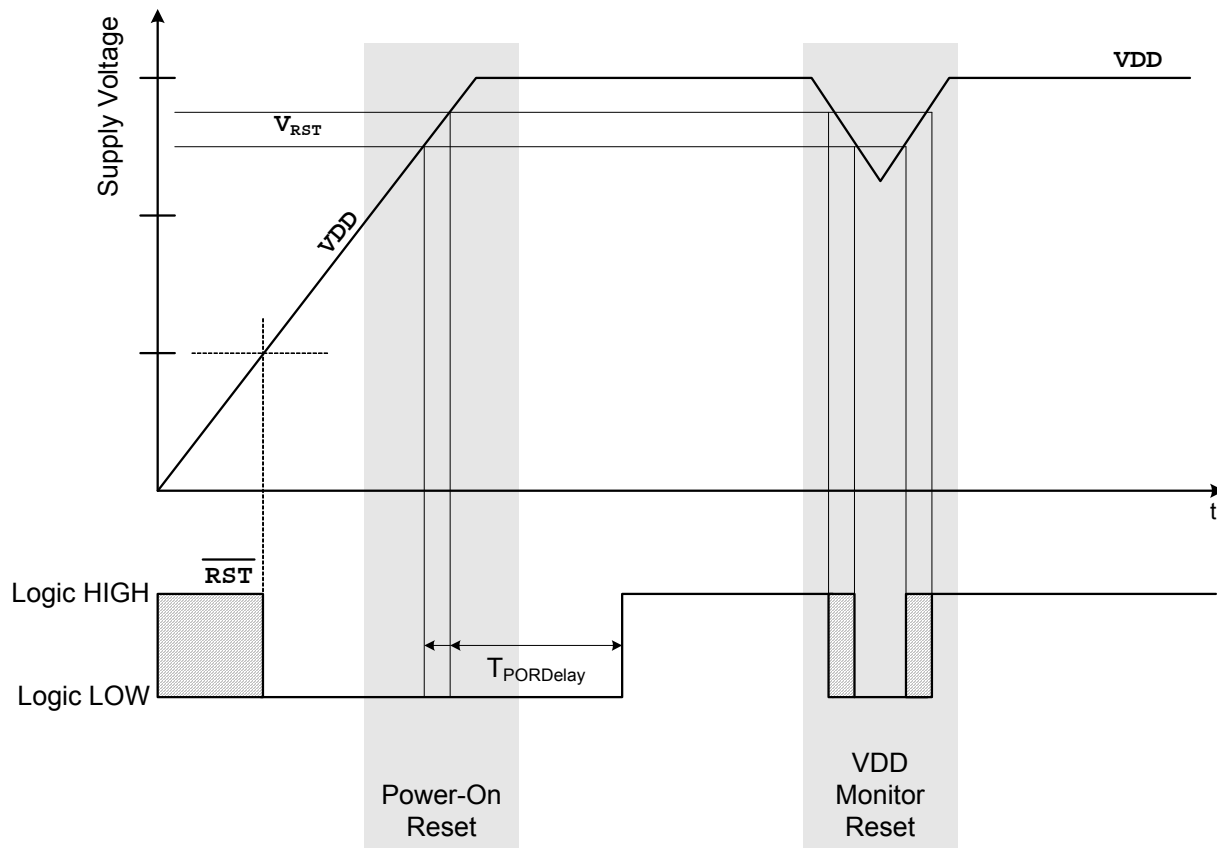 Supply Voltage
VDD
V_RST
VDD
t
RST
Logic HIGH
T_PORDelay
Logic LOW
Power-On
Reset
VDD
Monitor
Reset